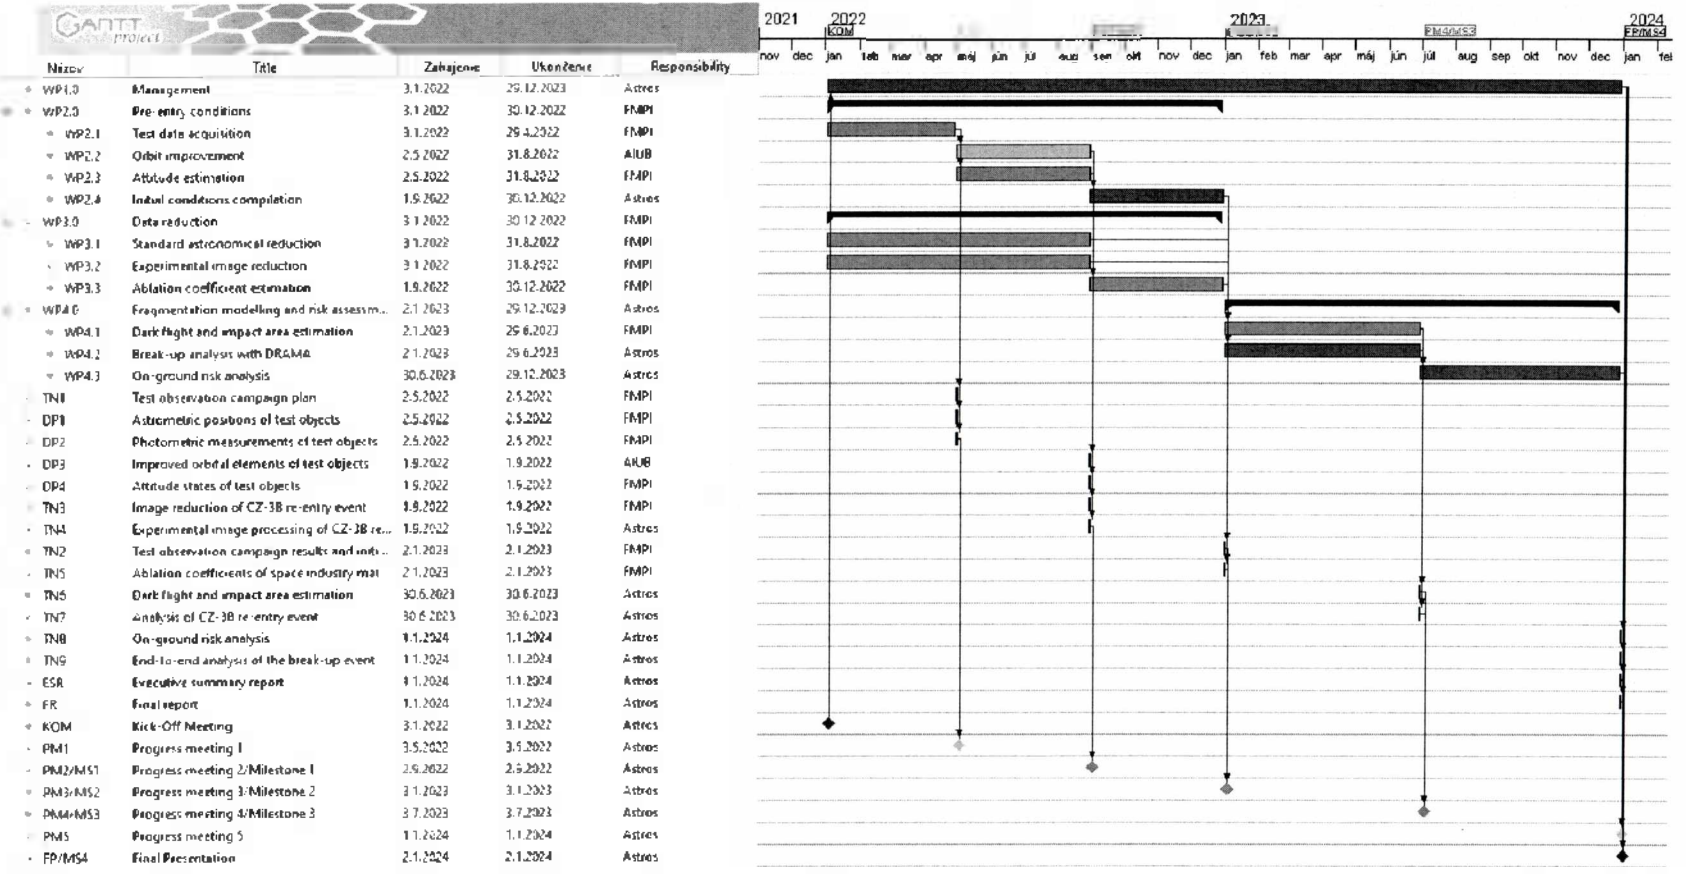 GANTT
project
2021 2022 2023 2024
KOM PM4/MS3 FP/MS4
nov dec jan feb mar apr máj jún júl aug sep okt nov dec jan feb mar apr máj jún júl aug sep okt nov dec jan feb
Názov Title Zahájenie Ukončenie Responsibility
WP1.0 Management 3.1.2022 29.12.2023 Astros
WP2.0 Pre-entry conditions 3.1.2022 30.12.2022 FMPI
WP2.1 Test data acquisition 3.1.2022 29.4.2022 FMPI
WP2.2 Orbit improvement 2.5.2022 31.8.2022 AIUB
WP2.3 Attitude estimation 2.5.2022 31.8.2022 FMPI
WP2.4 Initial conditions compilation 1.9.2022 30.12.2022 Astros
WP3.0 Data reduction 3.1.2022 30.12.2022 FMPI
WP3.1 Standard astronomical reduction 3.1.2022 31.8.2022 FMPI
WP3.2 Experimental image reduction 3.1.2022 31.8.2022 FMPI
WP3.3 Ablation coefficient estimation 1.9.2022 30.12.2022 FMPI
WP4.0 Fragmentation modelling and risk assessm... 2.1.2023 29.12.2023 Astros
WP4.1 Dark flight and impact area estimation 2.1.2023 29.6.2023 FMPI
WP4.2 Break-up analysis with DRAMA 2.1.2023 29.6.2023 Astros
WP4.3 On-ground risk analysis 30.6.2023 29.12.2023 Astros
TN1 Test observation campaign plan 2.5.2022 2.5.2022 FMPI
DP1 Astrometric positions of test objects 2.5.2022 2.5.2022 FMPI
DP2 Photometric measurements of test objects 2.5.2022 2.5.2022 FMPI
DP3 Improved orbital elements of test objects 1.9.2022 1.9.2022 AIUB
DP4 Attitude states of test objects 1.9.2022 1.9.2022 FMPI
TN3 Image reduction of CZ-3B re-entry event 1.9.2022 1.9.2022 FMPI
TN4 Experimental image processing of CZ-3B re... 1.9.2022 1.9.2022 Astros
TN2 Test observation campaign results and initi... 2.1.2023 2.1.2023 FMPI
TN5 Ablation coefficients of space industry mat 2.1.2023 2.1.2023 FMPI
TN6 Dark flight and impact area estimation 30.6.2023 30.6.2023 Astros
TN7 Analysis of CZ-3B re-entry event 30.6.2023 30.6.2023 Astros
TN8 On-ground risk analysis 1.1.2024 1.1.2024 Astros
TN9 End-to-end analysis of the break-up event 1.1.2024 1.1.2024 Astros
ESR Executive summary report 1.1.2024 1.1.2024 Astros
FR Final report 1.1.2024 1.1.2024 Astros
KOM Kick-Off Meeting 3.1.2022 3.1.2022 Astros
PM1 Progress meeting 1 3.5.2022 3.5.2022 Astros
PM2/MS1 Progress meeting 2/Milestone 1 2.9.2022 2.9.2022 Astros
PM3/MS2 Progress meeting 3/Milestone 2 3.1.2023 3.1.2023 Astros
PM4/MS3 Progress meeting 4/Milestone 3 3.7.2023 3.7.2023 Astros
PM5 Progress meeting 5 1.1.2024 1.1.2024 Astros
FP/MS4 Final Presentation 2.1.2024 2.1.2024 Astros